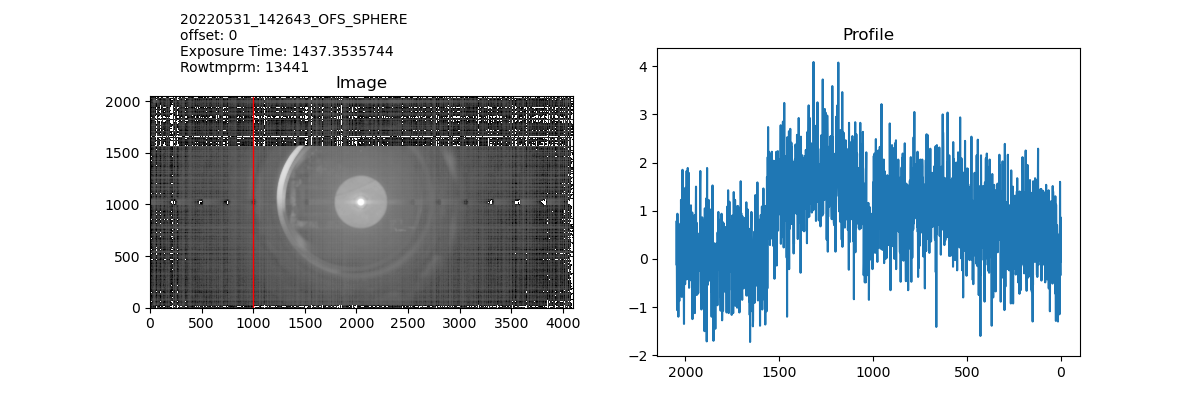 20220531_142643_OFS_SPHERE
offset: 0
Exposure Time: 1437.3535744
Rowtmprm: 13441
Image
2000
1500
1000
500
0
0 500 1000 1500 2000 2500 3000 3500 4000
Profile
4
3
2
1
0
−1
−2
2000 1500 1000 500 0